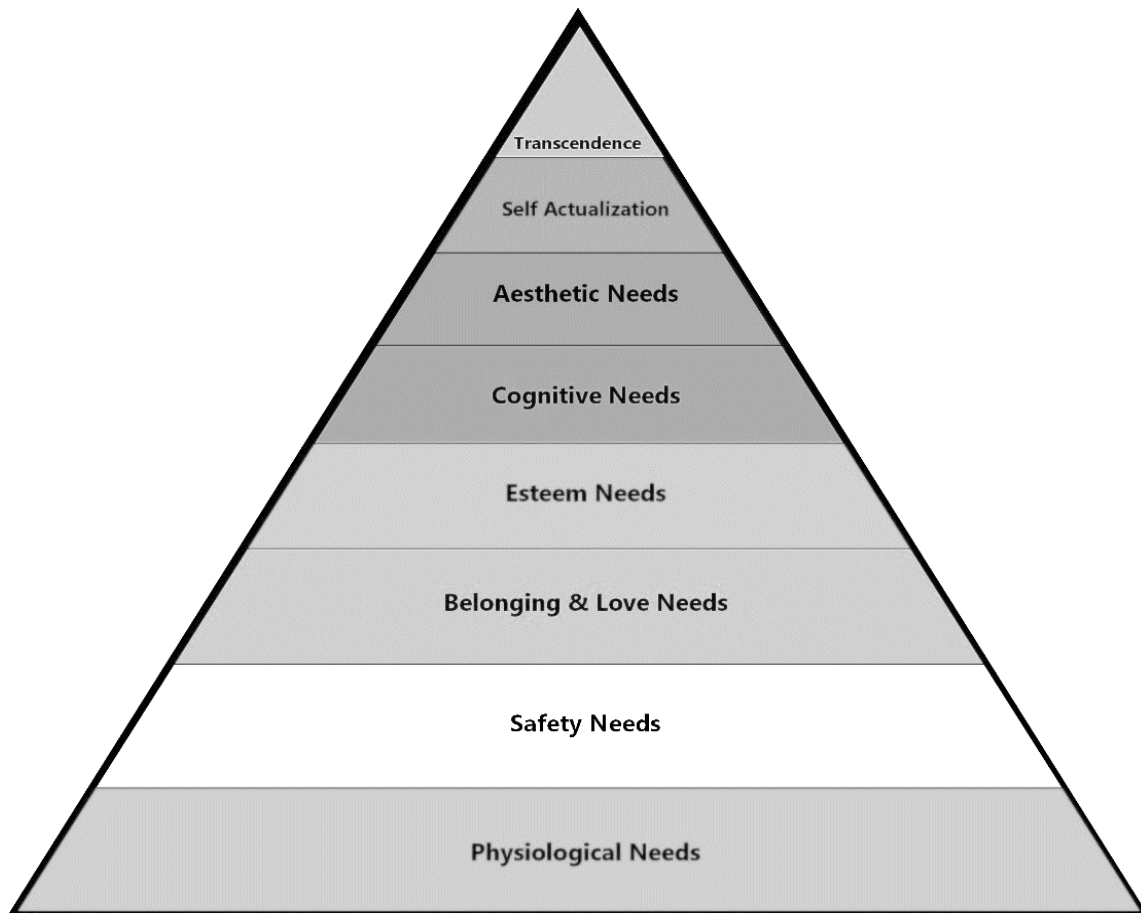 Transcendence
Self Actualization
Aesthetic Needs
Cognitive Needs
Esteem Needs
Belonging & Love Needs
Safety Needs
Physiological Needs